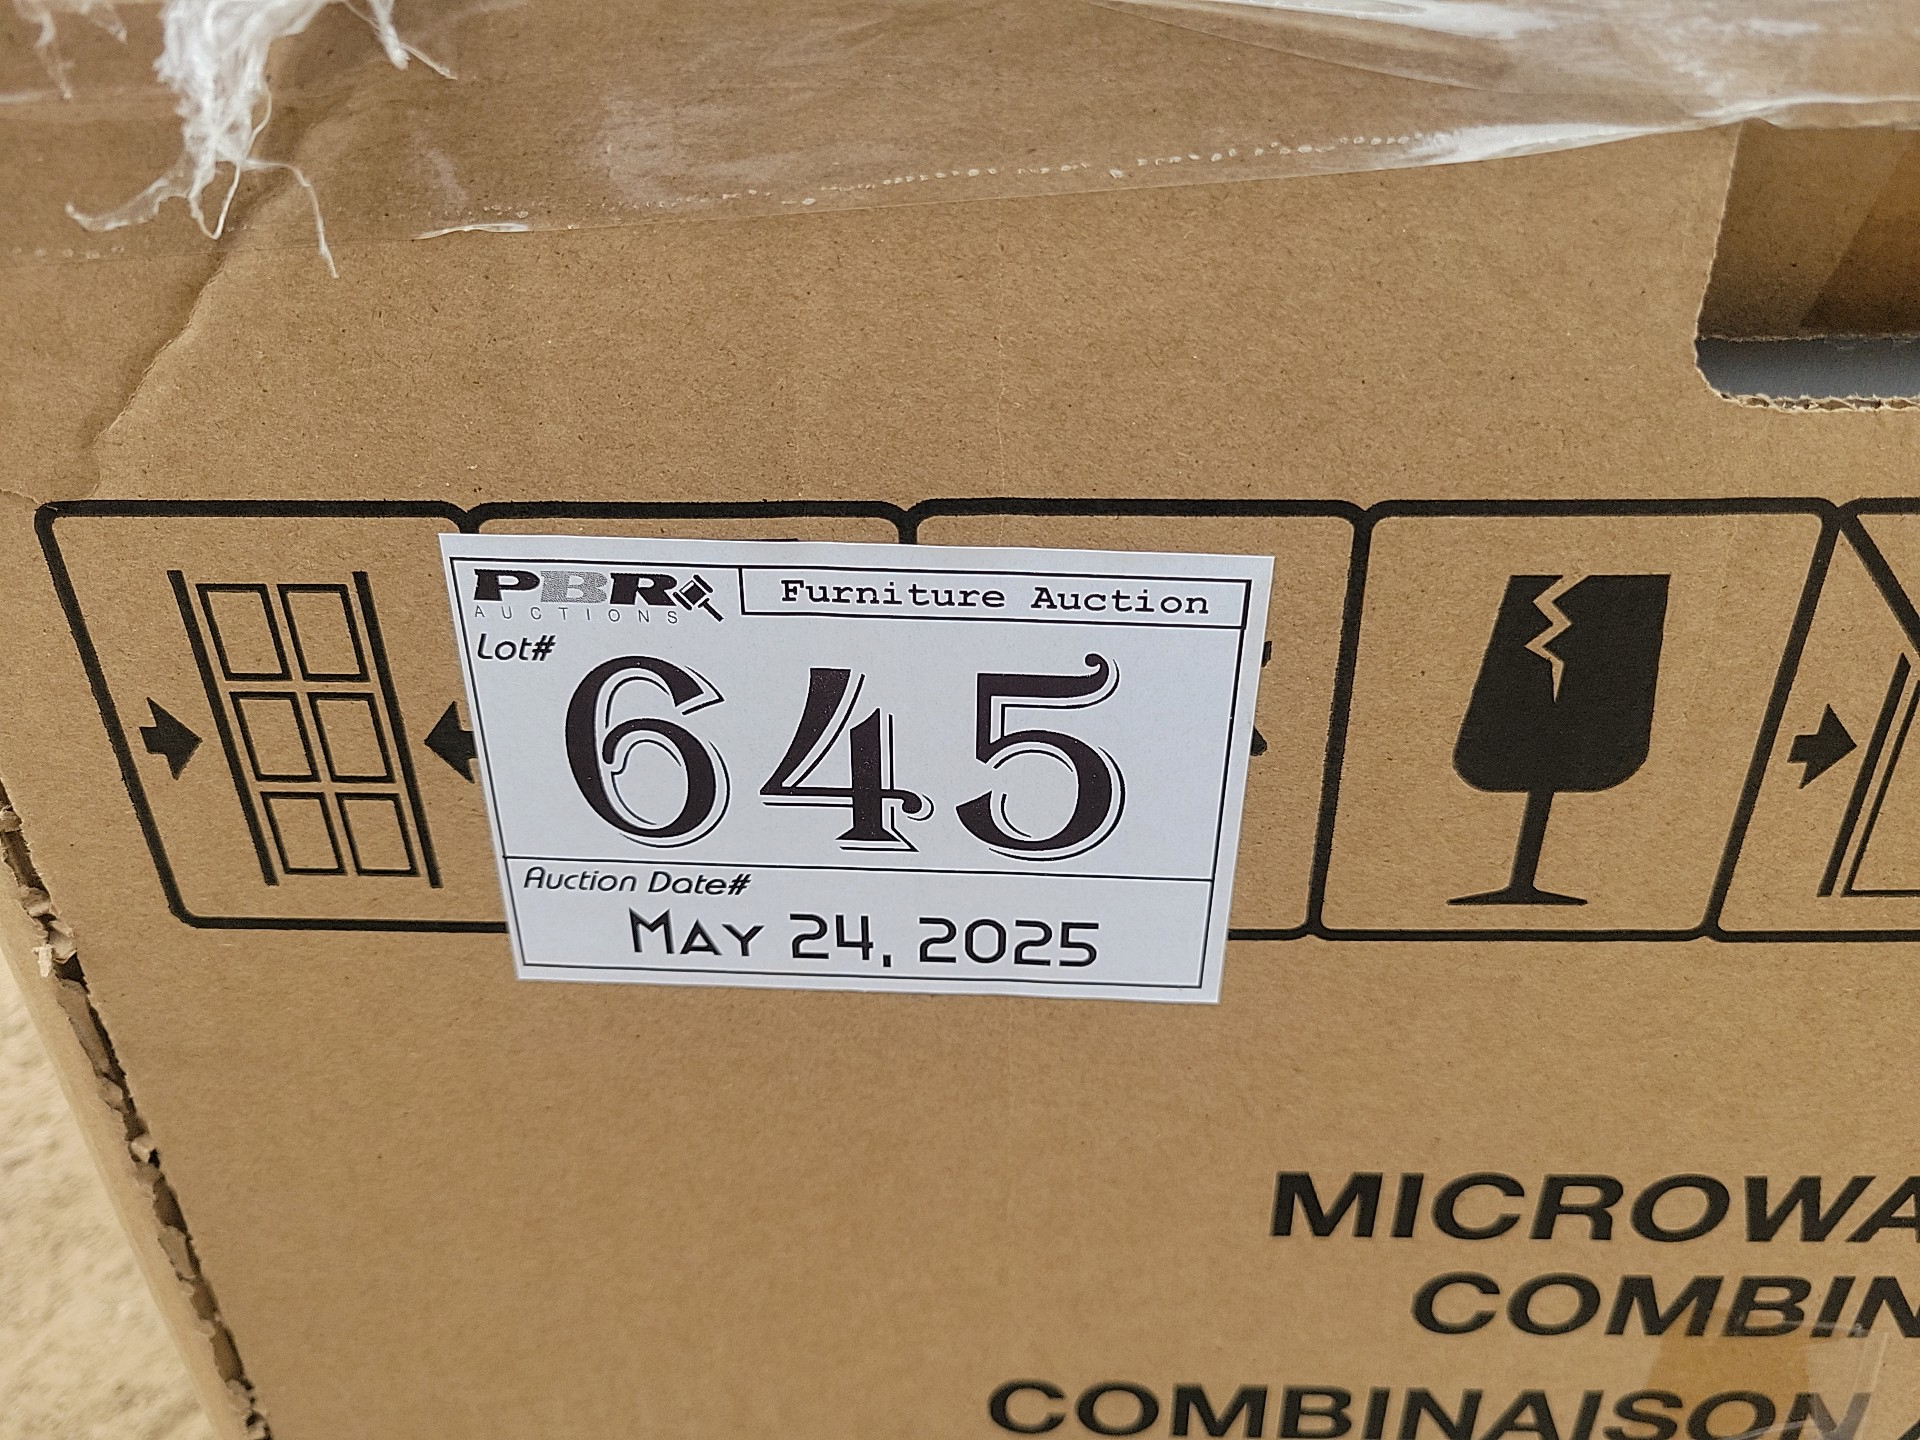 PBR
AUCTIONS
Furniture Auction
Lot#
645
Auction Date#
May 24, 2025
MICROWA
COMBIN
COMBINAISON